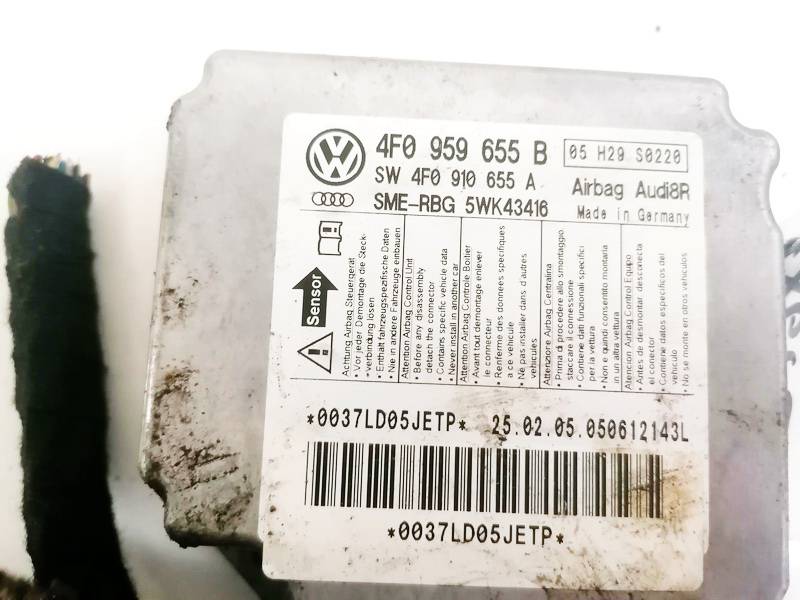 4F0 959 655 B
05 H29 S0220
SW 4F0 910 655 A
Airbag Audi8R
SME-RBG 5WK43416
Made in Germany
Sensor
Achtung Airbag Steuergerät
• Vor jeder Demontage die Steck-
verbindung lösen
• Enthält fahrzeugspezifische Daten
• Nie in andere Fahrzeuge einbauen
Attention Airbag Control Unit
• Before any disassembly
detach the connector
• Contains specific vehicle data
• Never install in another car
Attention Airbag Controle Boitier
• Avant tout demontage enlever
le connecteur
• Renferme des donnees specifiques
a ce vehicule
• Ne pas installer dans d'autres
vehicules
Attenzione Airbag Centralina
• Prima di procedere allo smontaggio
staccare il connessione
• Contiene dati funzionali specifici
per la vettura
• Non e quindi consentito montarla
in un altra vettura
Atencion Airbag Control Equipo
• Antes de desmontar desconecta
el conector
• Contiene datos especificos del
vehiculo
• No se monte en otros vehiculos
*0037LD05JETP* 25.02.05.050612143L
*0037LD05JETP*